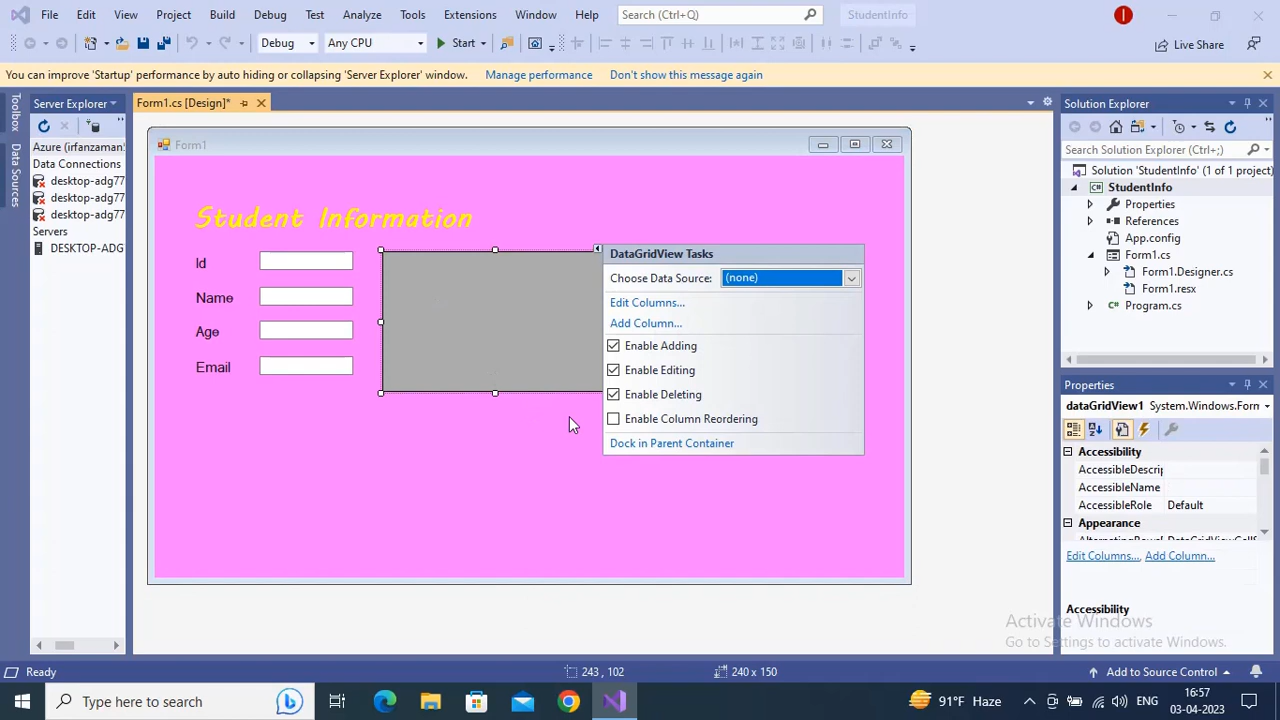 File Edit View Project Build Debug Test Analyze Tools Extensions Window Help Search (Ctrl+Q) StudentInfo
Debug Any CPU Start Live Share
You can improve 'Startup' performance by auto hiding or collapsing 'Server Explorer' window. Manage performance Don't show this message again
Toolbox
Data Sources
Server Explorer
Azure (irfanzaman
Data Connections
desktop-adg77
desktop-adg77
desktop-adg77
Servers
DESKTOP-ADG
Form1.cs [Design]*
Form1
Student Information
Id
Name
Age
Email
DataGridView Tasks
Choose Data Source: (none)
Edit Columns...
Add Column...
Enable Adding
Enable Editing
Enable Deleting
Enable Column Reordering
Dock in Parent Container
Solution Explorer
Search Solution Explorer (Ctrl+;)
Solution 'StudentInfo' (1 of 1 project)
C# StudentInfo
Properties
References
App.config
Form1.cs
Form1.Designer.cs
Form1.resx
C# Program.cs
Properties
dataGridView1 System.Windows.Form
Accessibility
AccessibleDescrip
AccessibleName
AccessibleRole Default
Appearance
Edit Columns..., Add Column...
Accessibility
Activate Windows
Go to Settings to activate Windows.
Ready 243 , 102 240 x 150 Add to Source Control
Type here to search 91°F Haze ENG 16:57
03-04-2023